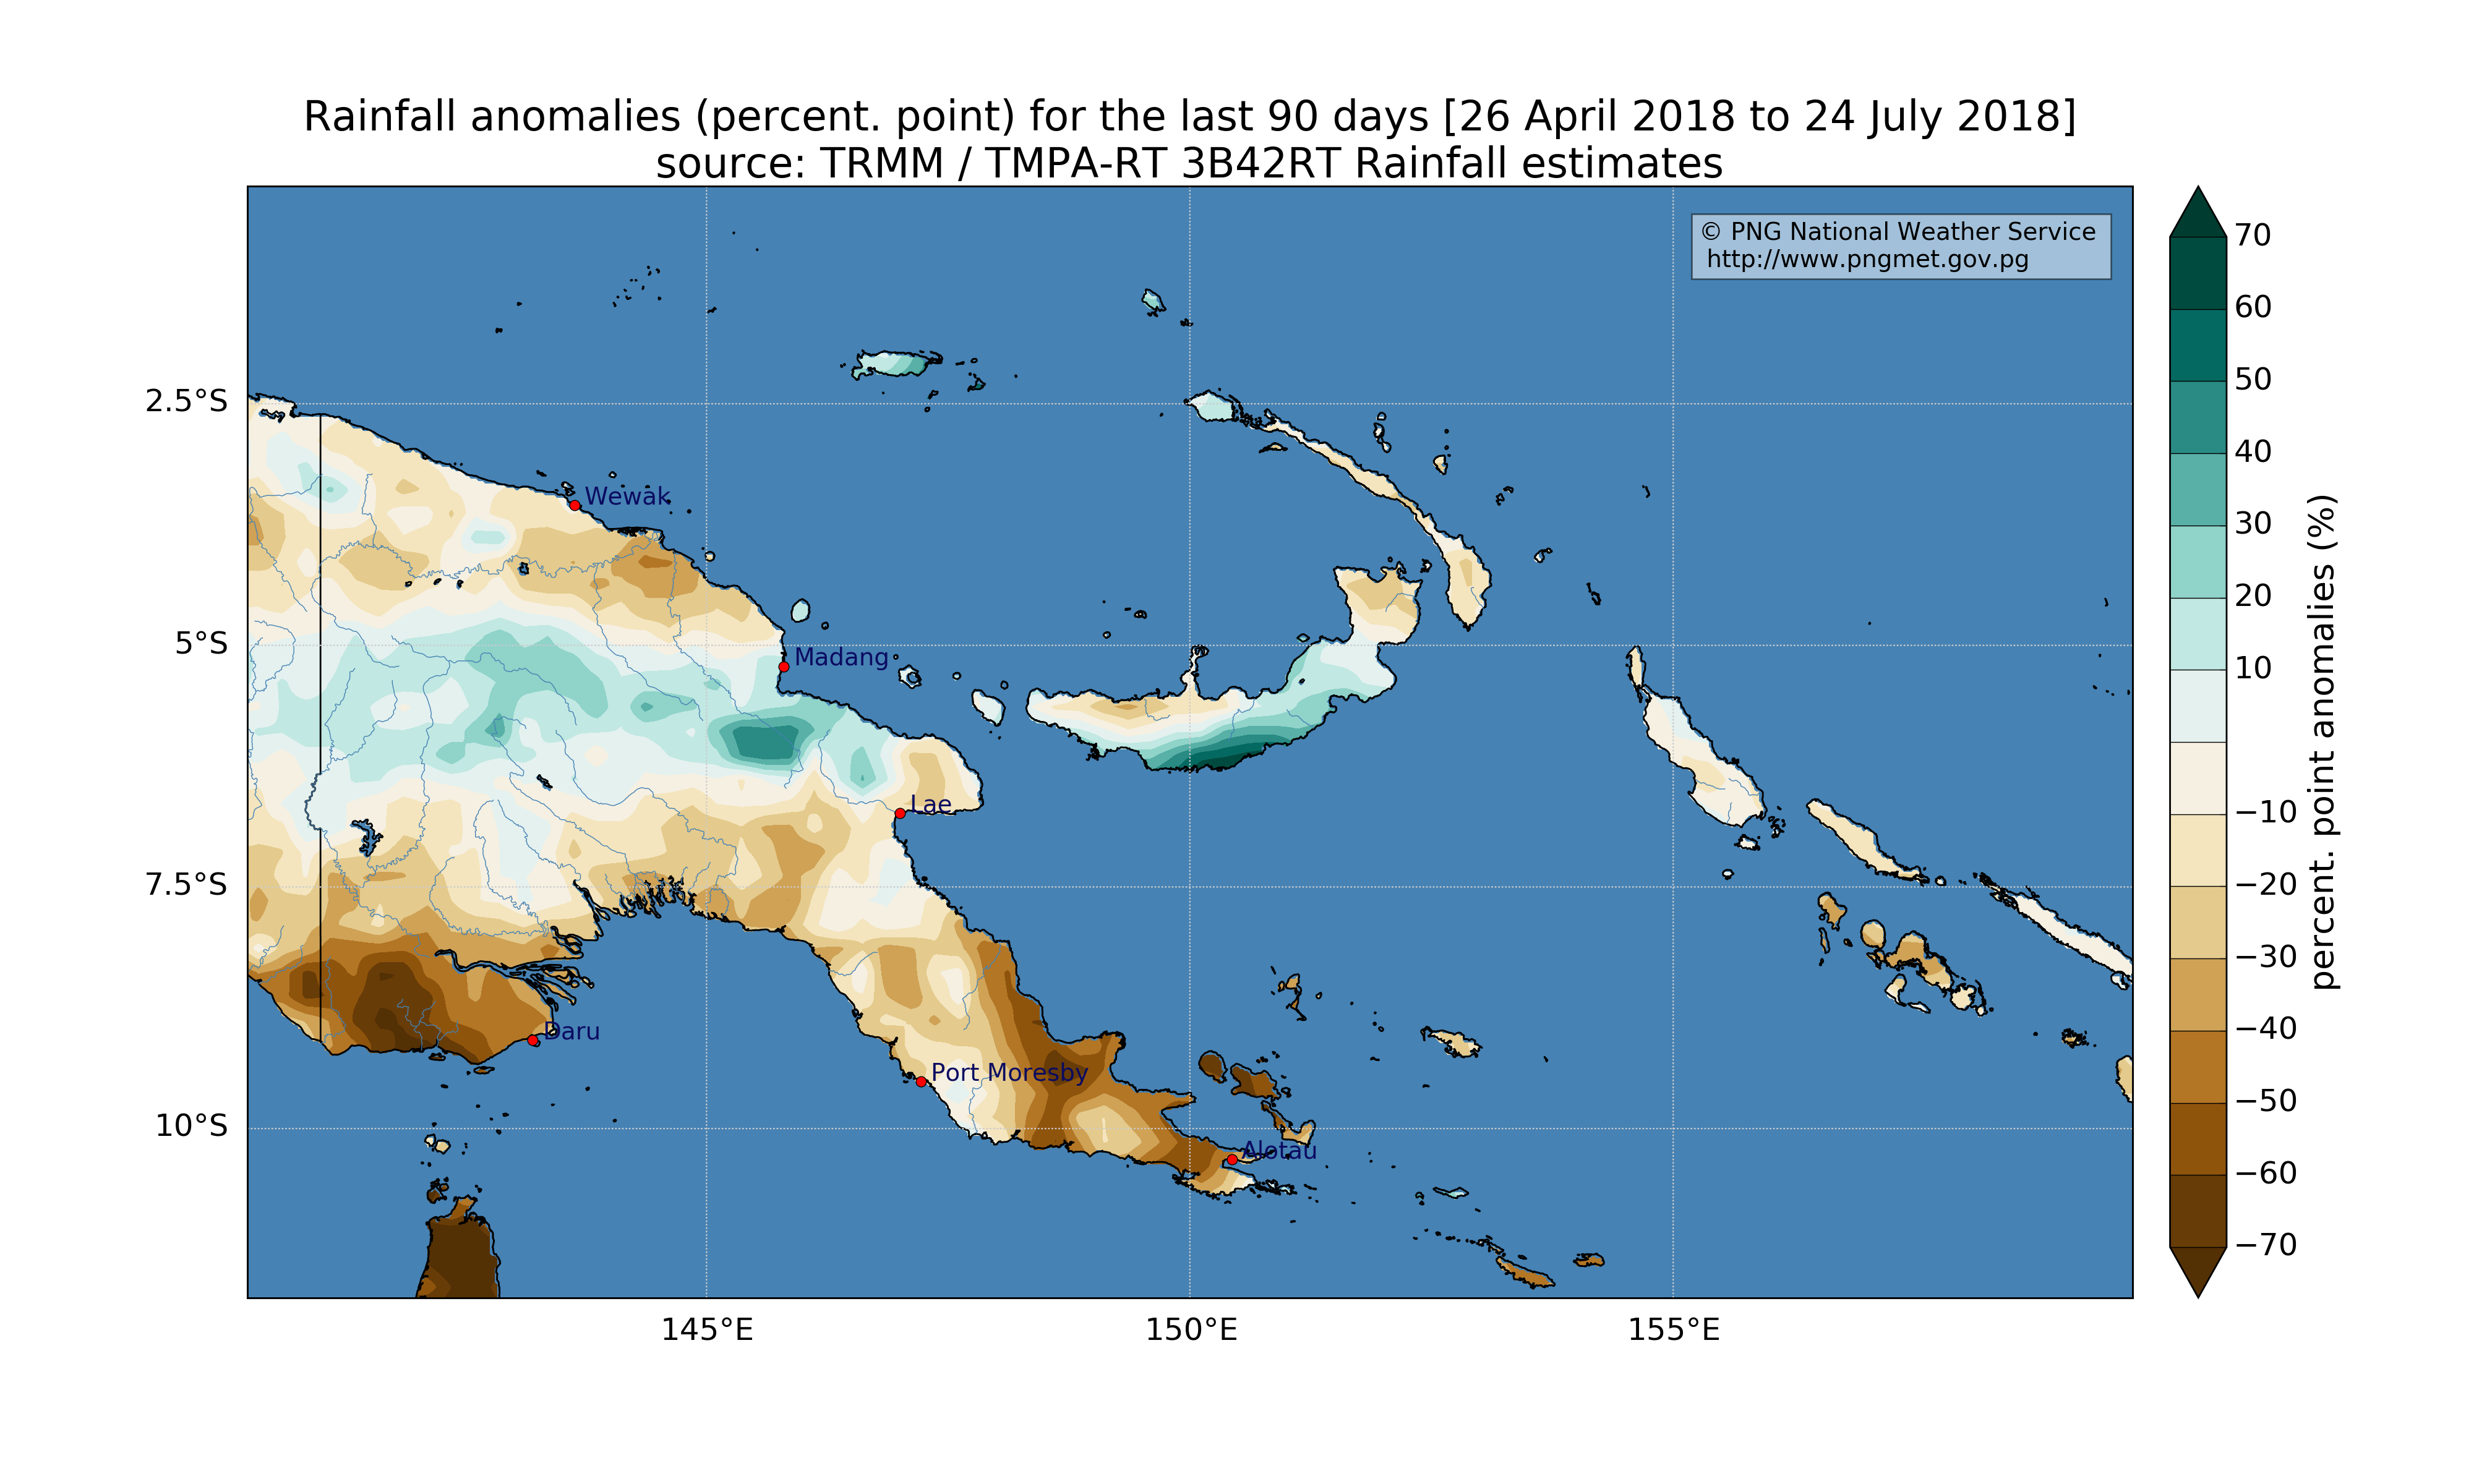 Rainfall anomalies (percent. point) for the last 90 days [26 April 2018 to 24 July 2018]
source: TRMM / TMPA-RT 3B42RT Rainfall estimates
© PNG National Weather Service
http://www.pngmet.gov.pg
2.5°S
5°S
7.5°S
10°S
Wewak
Madang
Lae
Daru
Port Moresby
Alotau
145°E
150°E
155°E
70
60
50
40
30
20
10
−10
−20
−30
−40
−50
−60
−70
percent. point anomalies (%)